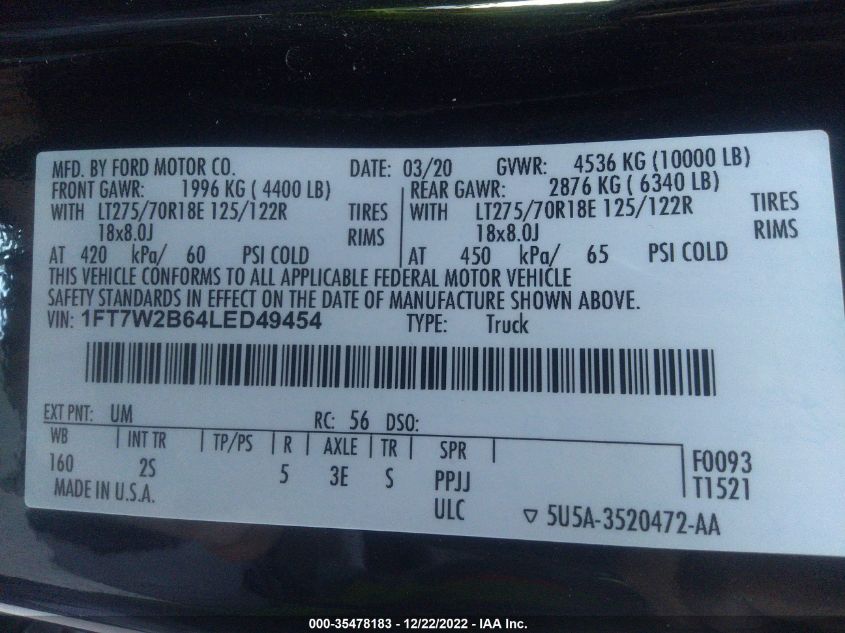 MFD. BY FORD MOTOR CO. DATE: 03/20 GVWR: 4536 KG (10000 LB)
FRONT GAWR: 1996 KG ( 4400 LB) REAR GAWR: 2876 KG ( 6340 LB)
WITH LT275/70R18E 125/122R TIRES WITH LT275/70R18E 125/122R TIRES
18x8.0J RIMS 18x8.0J RIMS
AT 420 kPa/ 60 PSI COLD AT 450 kPa/ 65 PSI COLD
THIS VEHICLE CONFORMS TO ALL APPLICABLE FEDERAL MOTOR VEHICLE
SAFETY STANDARDS IN EFFECT ON THE DATE OF MANUFACTURE SHOWN ABOVE.
VIN: 1FT7W2B64LED49454 TYPE: Truck
EXT PNT: UM RC: 56 DSO:
WB INT TR TP/PS R AXLE TR SPR F0093
160 2S 5 3E S PPJJ T1521
MADE IN U.S.A. ULC 5U5A-3520472-AA
000-35478183 - 12/22/2022 - IAA Inc.